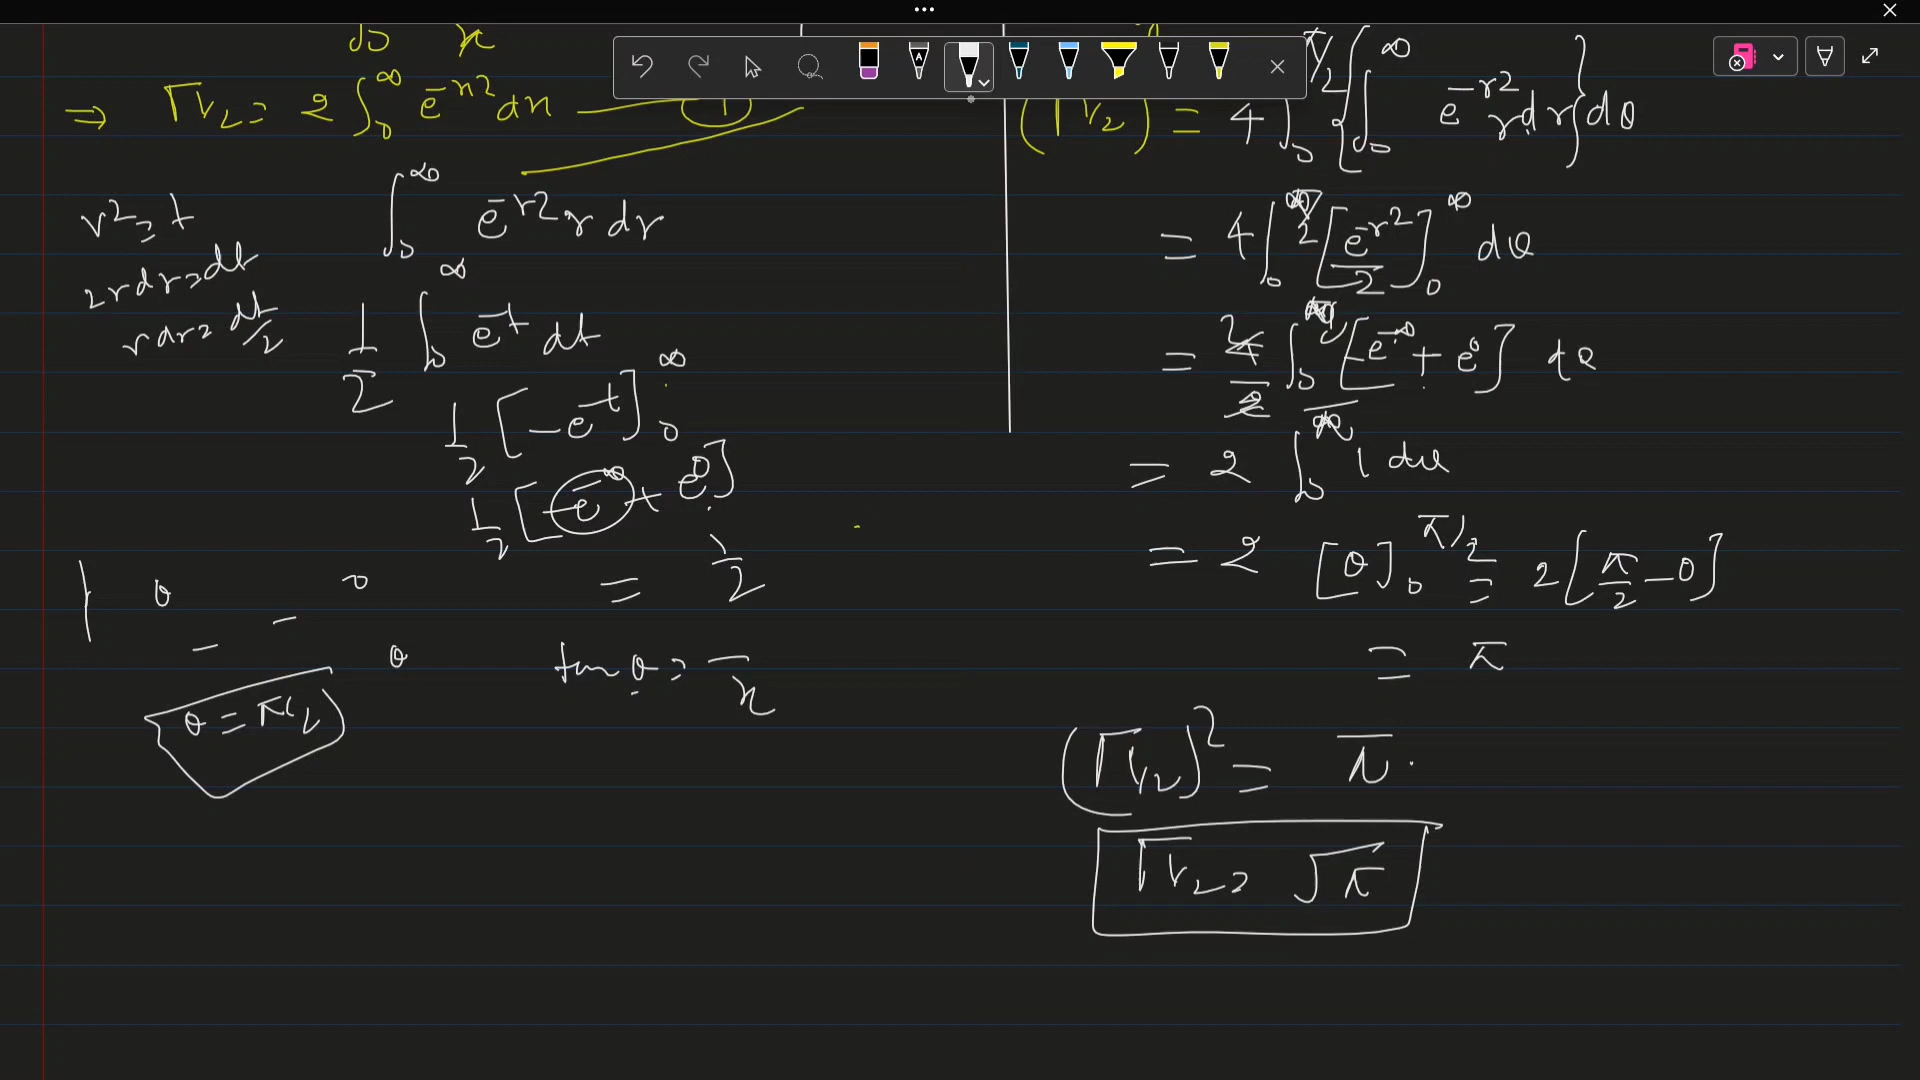 ⇒ Γ1/2 = 2 ∫₀^∞ e^-x² dx — ①
r² = t
∫₀^∞ e^-r² r dr
2r dr = dt
r dr = dt/2
1/2 ∫₀^∞ e^-t dt
1/2 [-e^-t]₀^∞
1/2 [-e^-∞ + e^0]
= 1/2
θ
tan θ =
x
θ = π/2
(Γ1/2) = 4 ∫₀^π/2 {∫₀^∞ e^-r² r dr} dθ
= 4 ∫₀^π/2 [e^-r²/2]₀^∞ dθ
= 4/2 ∫₀ [-e^-∞ + e^0] dθ
= 2 ∫₀ 1 dθ
= 2 [θ]₀^π/2 = 2[π/2 - 0]
= π
(Γ1/2)² = π.
Γ1/2 = √π